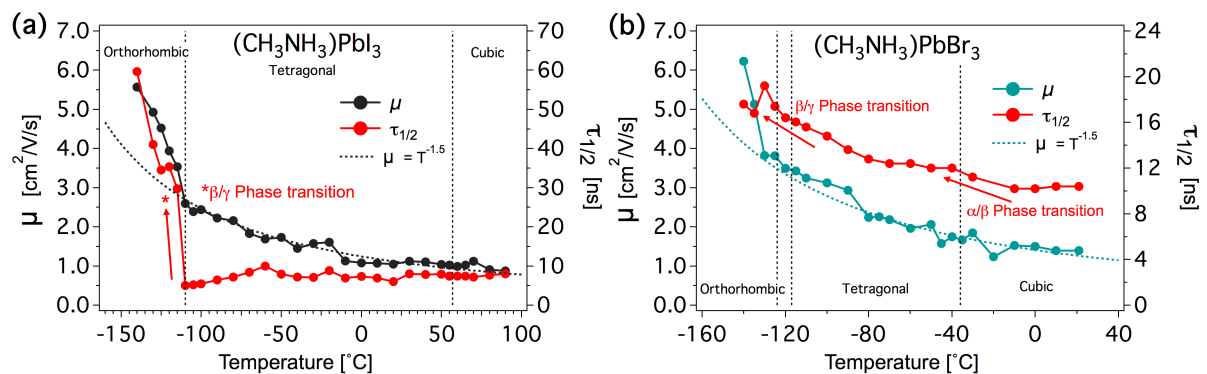 (a)
(CH3NH3)PbI3
Orthorhombic
Tetragonal
Cubic
μ
τ1/2
μ = T-1.5
*β/γ Phase transition
*
7.0
6.0
5.0
4.0
3.0
2.0
1.0
0.0
μ [cm2/V/s]
70
60
50
40
30
20
10
0
τ1/2 [ns]
-150
-100
-50
0
50
100
Temperature [˚C]
(b)
(CH3NH3)PbBr3
μ
τ1/2
μ = T-1.5
β/γ Phase transition
α/β Phase transition
Orthorhombic
Tetragonal
Cubic
7.0
6.0
5.0
4.0
3.0
2.0
1.0
0.0
μ [cm2/V/s]
24
20
16
12
8
4
0
τ1/2 [ns]
-160
-120
-80
-40
0
40
Temperature [˚C]